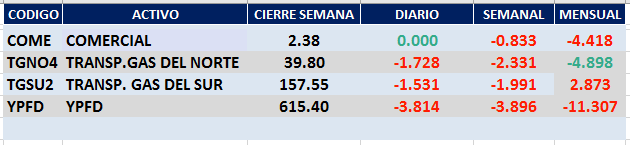 CODIGO ACTIVO CIERRE SEMANA DIARIO SEMANAL MENSUAL
COME COMERCIAL 2.38 0.000 -0.833 -4.418
TGNO4 TRANSP.GAS DEL NORTE 39.80 -1.728 -2.331 -4.898
TGSU2 TRANSP. GAS DEL SUR 157.55 -1.531 -1.991 2.873
YPFD YPFD 615.40 -3.814 -3.896 -11.307